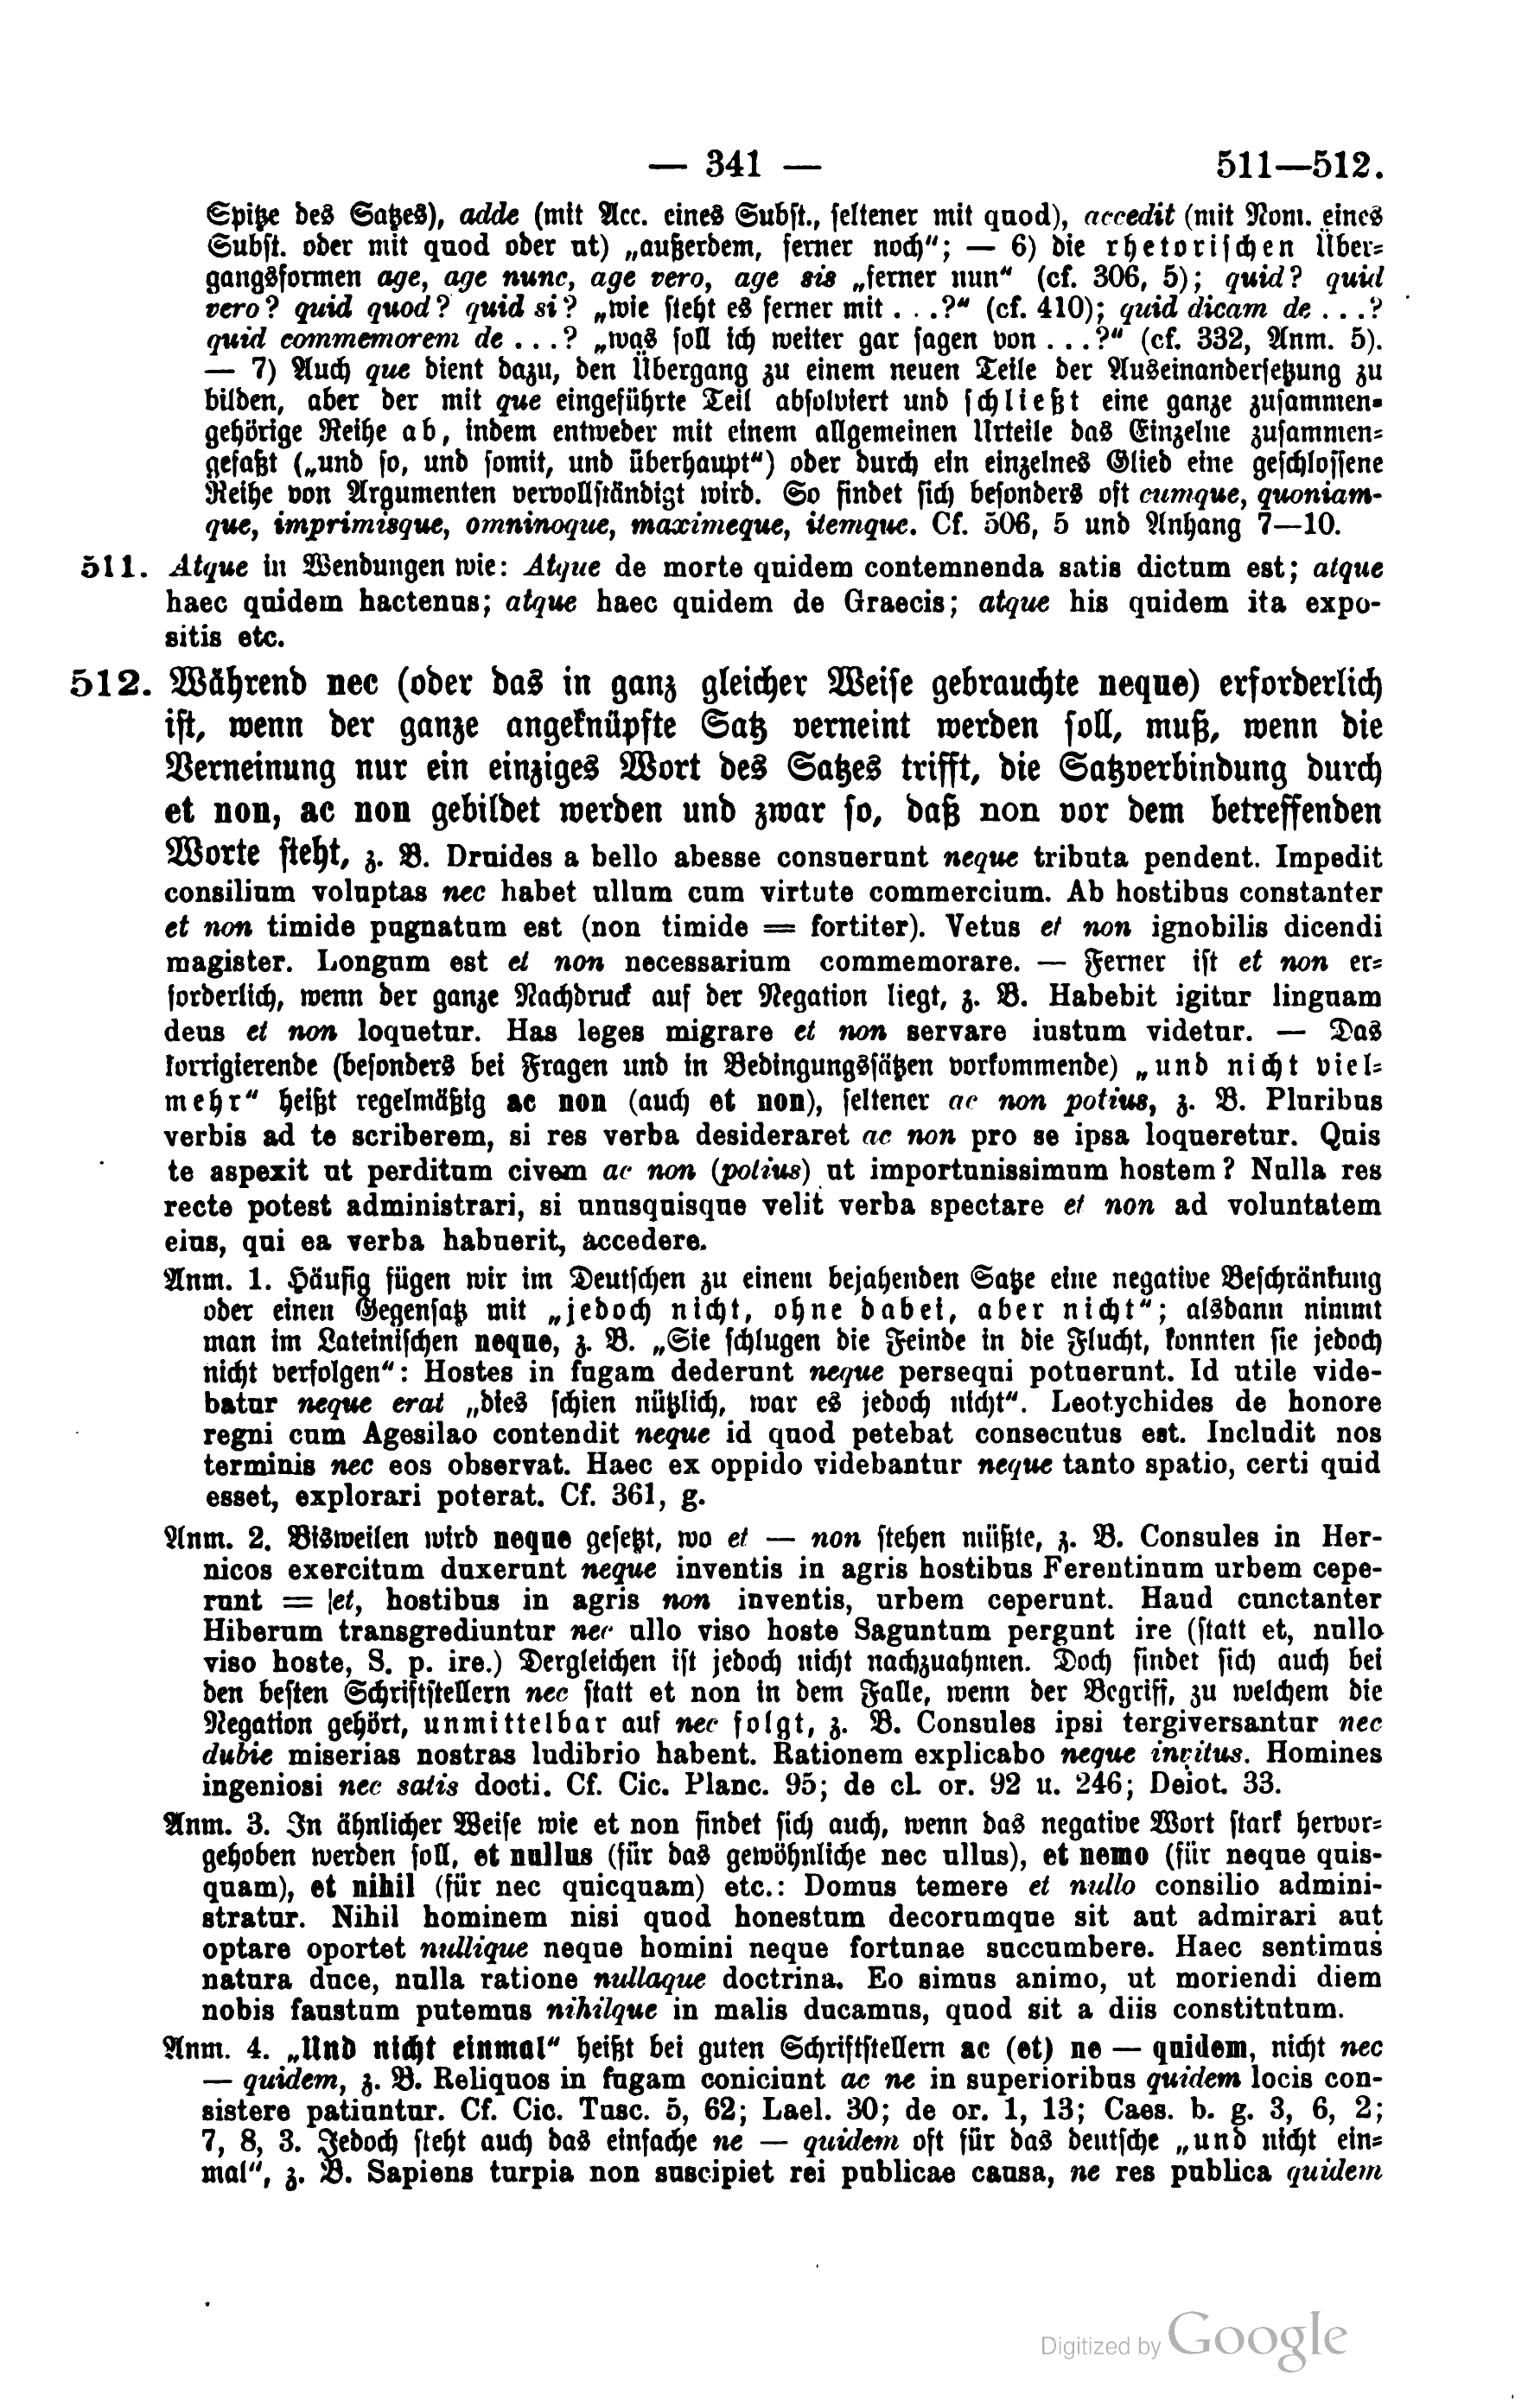 — 341 — 511—512.
Spitze des Satzes), adde (mit Acc. eines Subst., seltener mit quod), accedit (mit Nom. eines
Subst. oder mit quod oder ut) „außerdem, ferner noch“; — 6) die rhetorischen Über-
gangsformen age, age nunc, age vero, age sis „ferner nun“ (cf. 306, 5); quid? quid
vero? quid quod? quid si? „wie steht es ferner mit . . .?“ (cf. 410); quid dicam de . . .?
quid commemorem de . . .? „was soll ich weiter gar sagen von . . .?“ (cf. 332, Anm. 5).
— 7) Auch que dient dazu, den Übergang zu einem neuen Teile der Auseinandersetzung zu
bilden, aber der mit que eingeführte Teil absolviert und schließt eine ganze zusammen-
gehörige Reihe ab, indem entweder mit einem allgemeinen Urteile das Einzelne zusammen-
gefaßt („und so, und somit, und überhaupt“) oder durch ein einzelnes Glied eine geschlossene
Reihe von Argumenten vervollständigt wird. So findet sich besonders oft cumque, quoniam-
que, imprimisque, omninoque, maximeque, itemque. Cf. 506, 5 und Anhang 7—10.
511. Atque in Wendungen wie: Atque de morte quidem contemnenda satis dictum est; atque
haec quidem hactenus; atque haec quidem de Graecis; atque his quidem ita expo-
sitis etc.
512. Während nec (oder das in ganz gleicher Weise gebrauchte neque) erforderlich
ist, wenn der ganze angeknüpfte Satz verneint werden soll, muß, wenn die
Verneinung nur ein einziges Wort des Satzes trifft, die Satzverbindung durch
et non, ac non gebildet werden und zwar so, daß non vor dem betreffenden
Worte steht, z. B. Druides a bello abesse consuerunt neque tributa pendent. Impedit
consilium voluptas nec habet ullum cum virtute commercium. Ab hostibus constanter
et non timide pugnatum est (non timide = fortiter). Vetus et non ignobilis dicendi
magister. Longum est et non necessarium commemorare. — Ferner ist et non er-
forderlich, wenn der ganze Nachdruck auf der Negation liegt, z. B. Habebit igitur linguam
deus et non loquetur. Has leges migrare et non servare iustum videtur. — Das
korrigierende (besonders bei Fragen und in Bedingungssätzen vorkommende) „und nicht viel-
mehr“ heißt regelmäßig ac non (auch et non), seltener ac non potius, z. B. Pluribus
verbis ad te scriberem, si res verba desideraret ac non pro se ipsa loqueretur. Quis
te aspexit ut perditum civem ac non (potius) ut importunissimum hostem? Nulla res
recte potest administrari, si unusquisque velit verba spectare et non ad voluntatem
eius, qui ea verba habuerit, accedere.
Anm. 1. Häufig fügen wir im Deutschen zu einem bejahenden Satze eine negative Beschränkung
oder einen Gegensatz mit „jedoch nicht, ohne dabei, aber nicht“; alsdann nimmt
man im Lateinischen neque, z. B. „Sie schlugen die Feinde in die Flucht, konnten sie jedoch
nicht verfolgen“: Hostes in fugam dederunt neque persequi potuerunt. Id utile vide-
batur neque erat „dies schien nützlich, war es jedoch nicht“. Leotychides de honore
regni cum Agesilao contendit neque id quod petebat consecutus est. Includit nos
terminis nec eos observat. Haec ex oppido videbantur neque tanto spatio, certi quid
esset, explorari poterat. Cf. 361, g.
Anm. 2. Bisweilen wird neque gesetzt, wo et — non stehen müßte, z. B. Consules in Her-
nicos exercitum duxerunt neque inventis in agris hostibus Ferentinum urbem cepe-
runt = et, hostibus in agris non inventis, urbem ceperunt. Haud cunctanter
Hiberum transgrediuntur nec ullo viso hoste Saguntum pergunt ire (statt et, nullo
viso hoste, S. p. ire.) Dergleichen ist jedoch nicht nachzuahmen. Doch findet sich auch bei
den besten Schriftstellern nec statt et non in dem Falle, wenn der Begriff, zu welchem die
Negation gehört, unmittelbar auf nec folgt, z. B. Consules ipsi tergiversantur nec
dubie miserias nostras ludibrio habent. Rationem explicabo neque invitus. Homines
ingeniosi nec satis docti. Cf. Cic. Planc. 95; de cl. or. 92 u. 246; Deiot. 33.
Anm. 3. In ähnlicher Weise wie et non findet sich auch, wenn das negative Wort stark hervor-
gehoben werden soll, et nullus (für das gewöhnliche nec ullus), et nemo (für neque quis-
quam), et nihil (für nec quicquam) etc.: Domus temere et nullo consilio admini-
stratur. Nihil hominem nisi quod honestum decorumque sit aut admirari aut
optare oportet nullique neque homini neque fortunae succumbere. Haec sentimus
natura duce, nulla ratione nullaque doctrina. Eo simus animo, ut moriendi diem
nobis faustum putemus nihilque in malis ducamus, quod sit a diis constitutum.
Anm. 4. „Und nicht einmal“ heißt bei guten Schriftstellern ac (et) ne — quidem, nicht nec
— quidem, z. B. Reliquos in fugam coniciunt ac ne in superioribus quidem locis con-
sistere patiuntur. Cf. Cic. Tusc. 5, 62; Lael. 30; de or. 1, 13; Caes. b. g. 3, 6, 2;
7, 8, 3. Jedoch steht auch das einfache ne — quidem oft für das deutsche „und nicht ein-
mal“, z. B. Sapiens turpia non suscipiet rei publicae causa, ne res publica quidem
Digitized by Google